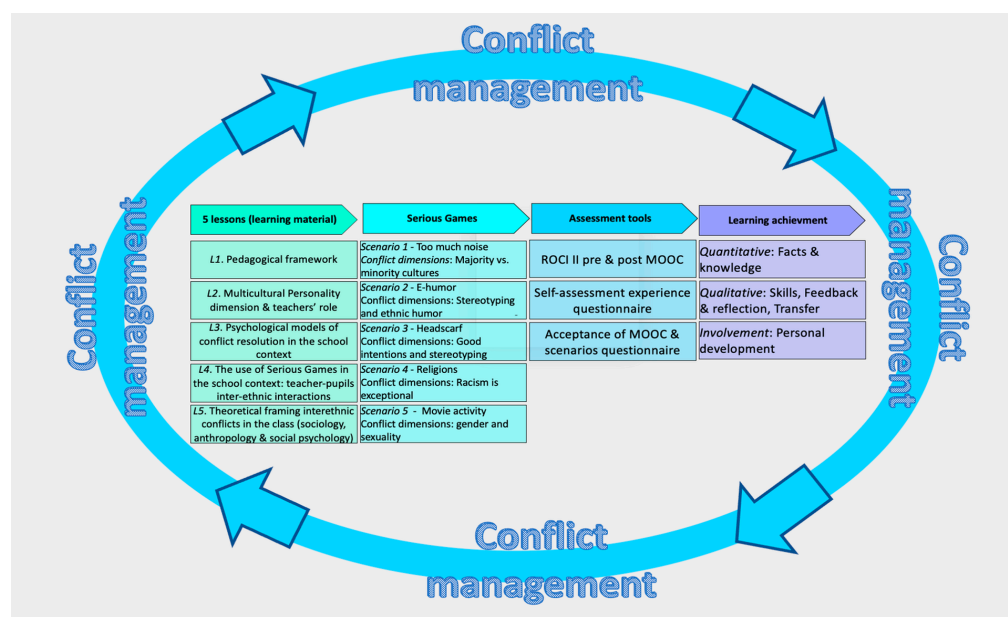 Conflict
management
Conflict
management
5 lessons (learning material)
Serious Games
Assessment tools
Learning achievment
L1. Pedagogical framework
Scenario 1 - Too much noise
Conflict dimensions: Majority vs.
minority cultures
ROCI II pre & post MOOC
Quantitative: Facts &
knowledge
L2. Multicultural Personality
dimension & teachers' role
Scenario 2 - E-humor
Conflict dimensions: Stereotyping
and ethnic humor
Self-assessment experience
questionnaire
Qualitative: Skills, Feedback
& reflection, Transfer
L3. Psychological models of
conflict resolution in the school
context
Scenario 3 - Headscarf
Conflict dimensions: Good
intentions and stereotyping
Acceptance of MOOC &
scenarios questionnaire
Involvement: Personal
development
L4. The use of Serious Games in
the school context: teacher-pupils
inter-ethnic interactions
Scenario 4 - Religions
Conflict dimensions: Racism is
exceptional
L5. Theoretical framing interethnic
conflicts in the class (sociology,
anthropology & social psychology)
Scenario 5 - Movie activity
Conflict dimensions: gender and
sexuality
Conflict
management
Conflict
management